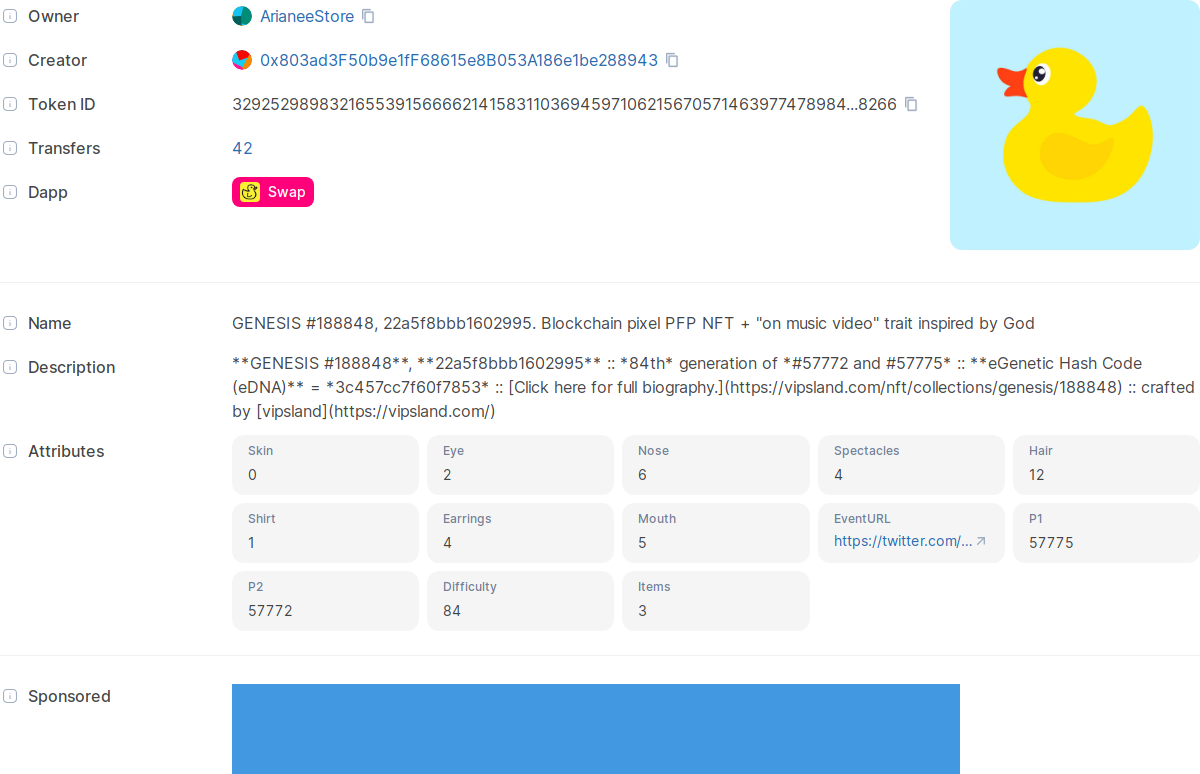 Owner ArianeeStore
Creator 0x803ad3F50b9e1fF68615e8B053A186e1be288943
Token ID 32925298983216553915666621415831103694597106215670571463977478984...8266
Transfers 42
Dapp Swap
Name GENESIS #188848, 22a5f8bbb1602995. Blockchain pixel PFP NFT + "on music video" trait inspired by God
Description **GENESIS #188848**, **22a5f8bbb1602995** :: *84th* generation of *#57772 and #57775* :: **eGenetic Hash Code
(eDNA)** = *3c457cc7f60f7853* :: [Click here for full biography.](https://vipsland.com/nft/collections/genesis/188848) :: crafted
by [vipsland](https://vipsland.com/)
Attributes
Skin Eye Nose Spectacles Hair
0 2 6 4 12
Shirt Earrings Mouth EventURL P1
1 4 5 https://twitter.com/... 57775
P2 Difficulty Items
57772 84 3
Sponsored